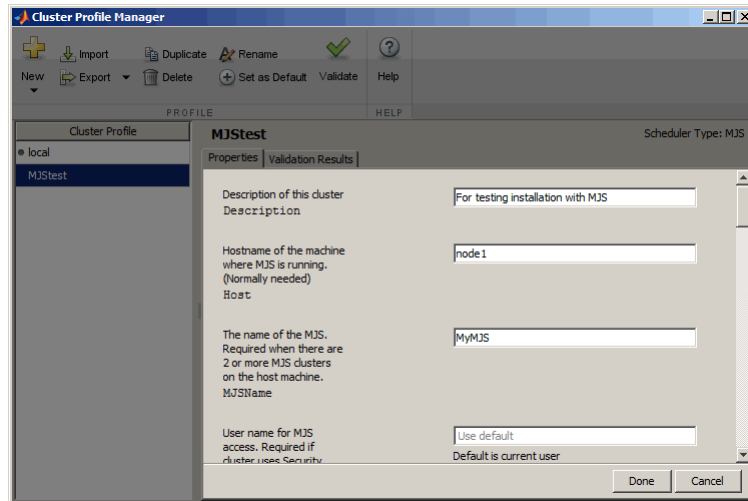 Cluster Profile Manager
Import
Duplicate
Rename
New
Export
Delete
Set as Default
Validate
Help
PROFILE
HELP
Cluster Profile
local
MJStest
MJStest
Scheduler Type: MJS
Properties
Validation Results
Description of this cluster
Description
For testing installation with MJS
Hostname of the machine
where MJS is running.
(Normally needed)
Host
node1
The name of the MJS.
Required when there are
2 or more MJS clusters
on the host machine.
MJSName
MyMJS
User name for MJS
access. Required if
cluster uses Security
Use default
Default is current user
Done
Cancel